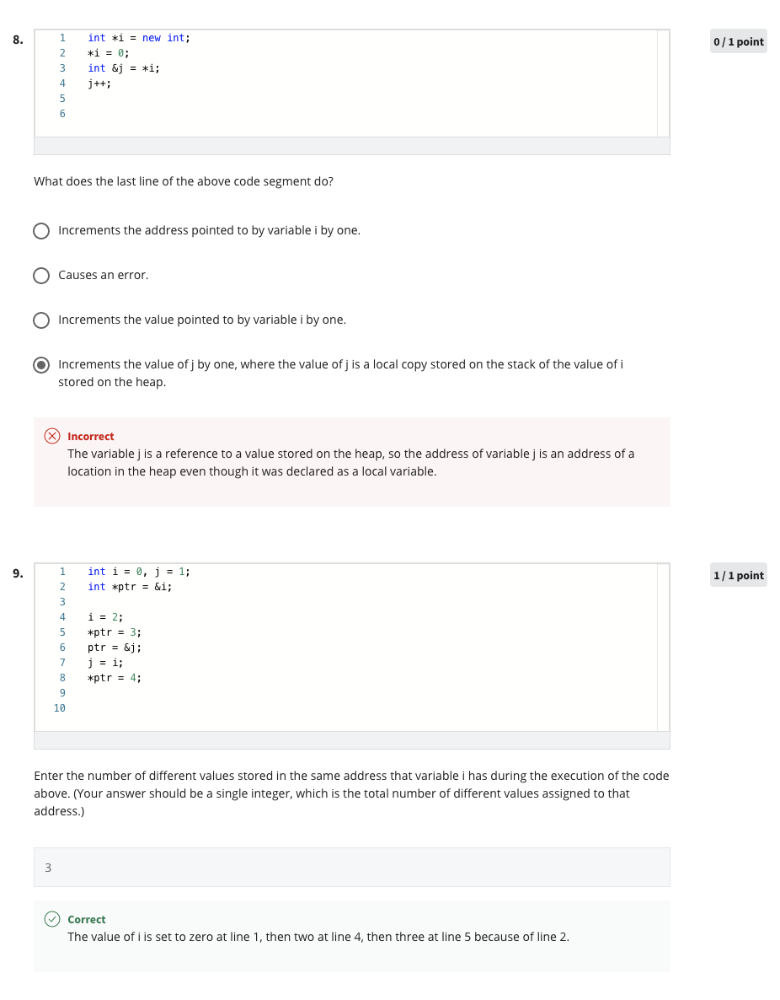 8.
0 / 1 point
1 int *i = new int;
2 *i = 0;
3 int &j = *i;
4 j++;
5
6
What does the last line of the above code segment do?
Increments the address pointed to by variable i by one.
Causes an error.
Increments the value pointed to by variable i by one.
Increments the value of j by one, where the value of j is a local copy stored on the stack of the value of i
stored on the heap.
Incorrect
The variable j is a reference to a value stored on the heap, so the address of variable j is an address of a
location in the heap even though it was declared as a local variable.
9.
1 / 1 point
1 int i = 0, j = 1;
2 int *ptr = &i;
3
4 i = 2;
5 *ptr = 3;
6 ptr = &j;
7 j = i;
8 *ptr = 4;
9
10
Enter the number of different values stored in the same address that variable i has during the execution of the code
above. (Your answer should be a single integer, which is the total number of different values assigned to that
address.)
3
Correct
The value of i is set to zero at line 1, then two at line 4, then three at line 5 because of line 2.